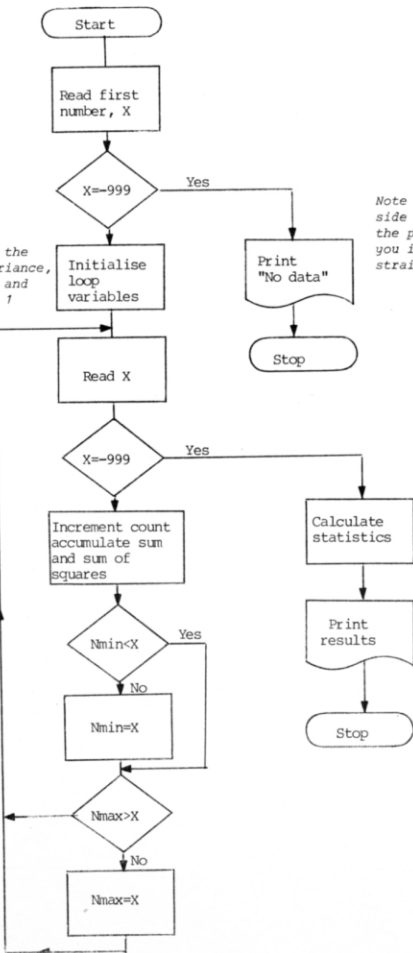 Start
Read first
number, X
X=-999
Yes
Note
side
the p
you i
strai
the
riance,
and
1
Initialise
loop
variables
Print
"No data"
Stop
Read X
X=-999
Yes
Increment count
accumulate sum
and sum of
squares
Calculate
statistics
Nmin<X
Yes
No
Print
results
Nmin=X
Stop
Nmax>X
No
Nmax=X